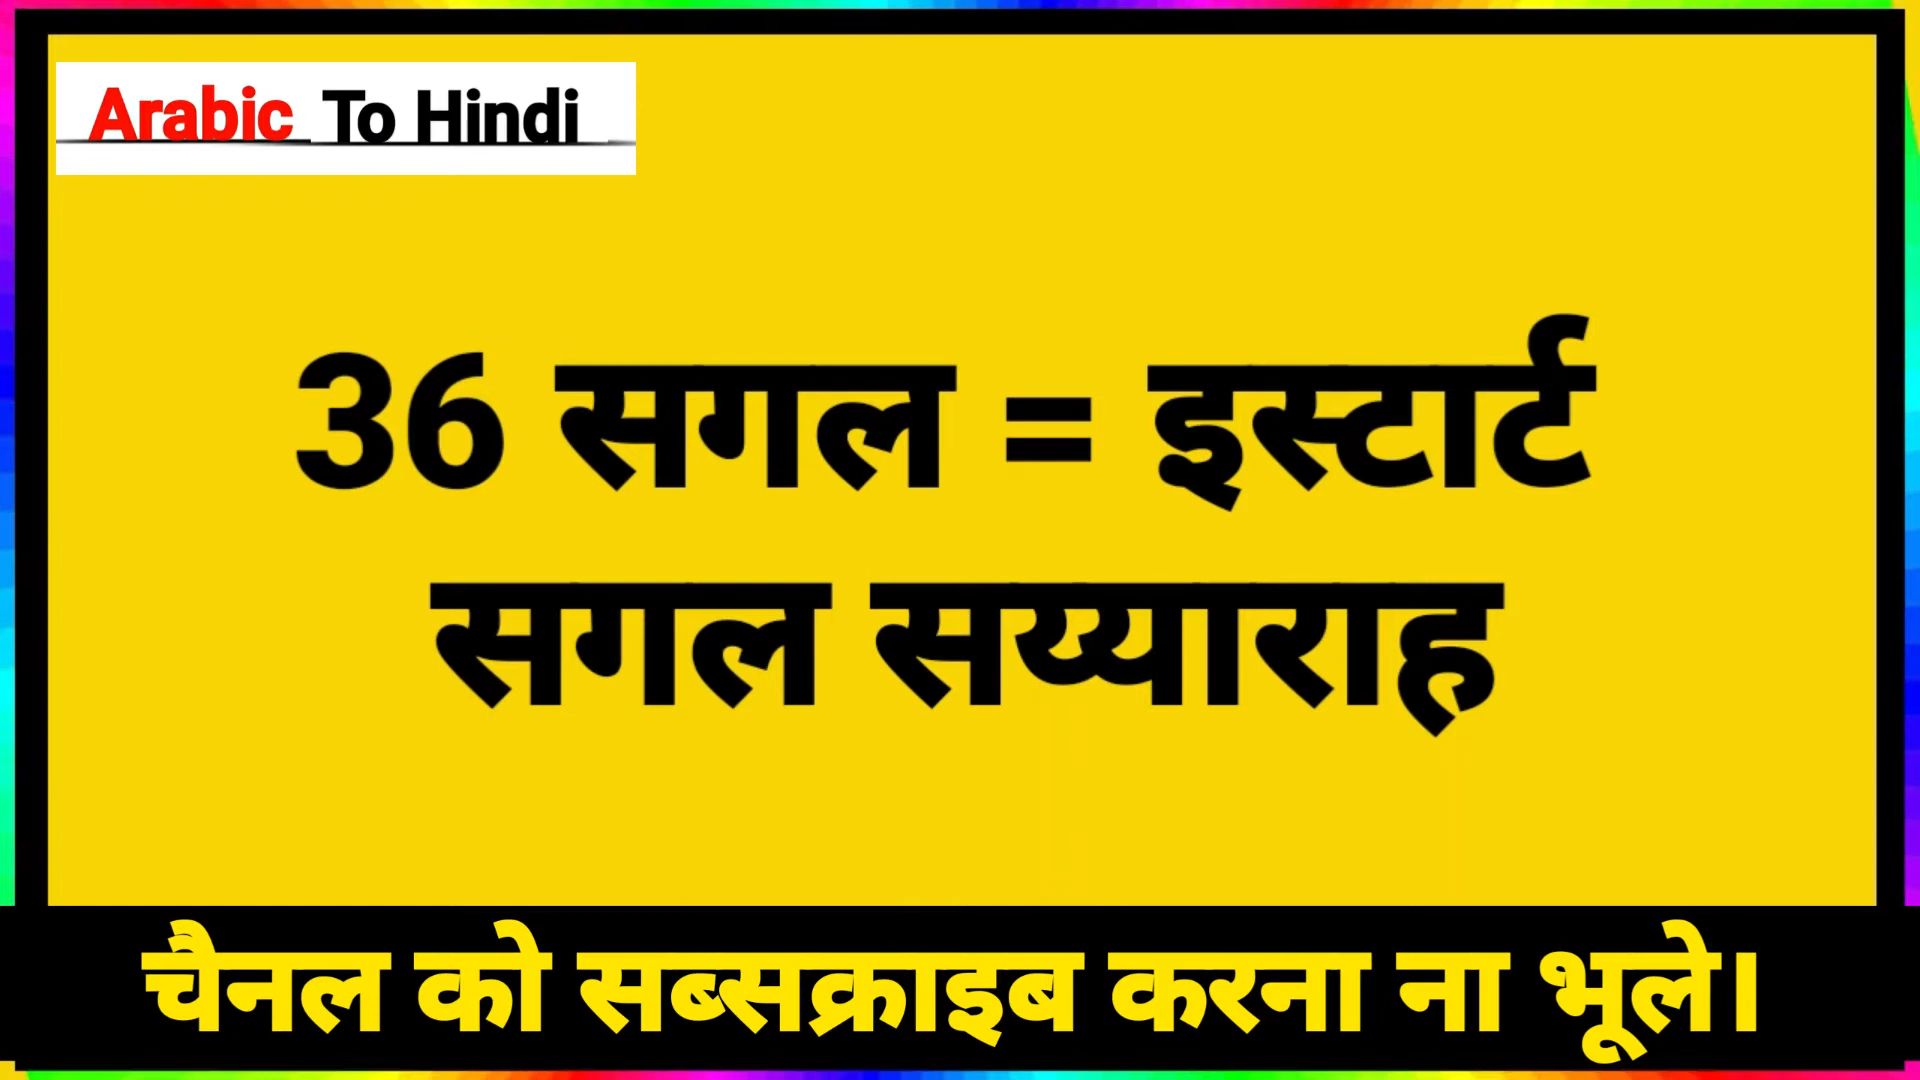 Arabic To Hindi
36 सगल = इस्टार्ट
सगल सय्याराह
चैनल को सब्सक्राइब करना ना भूले।